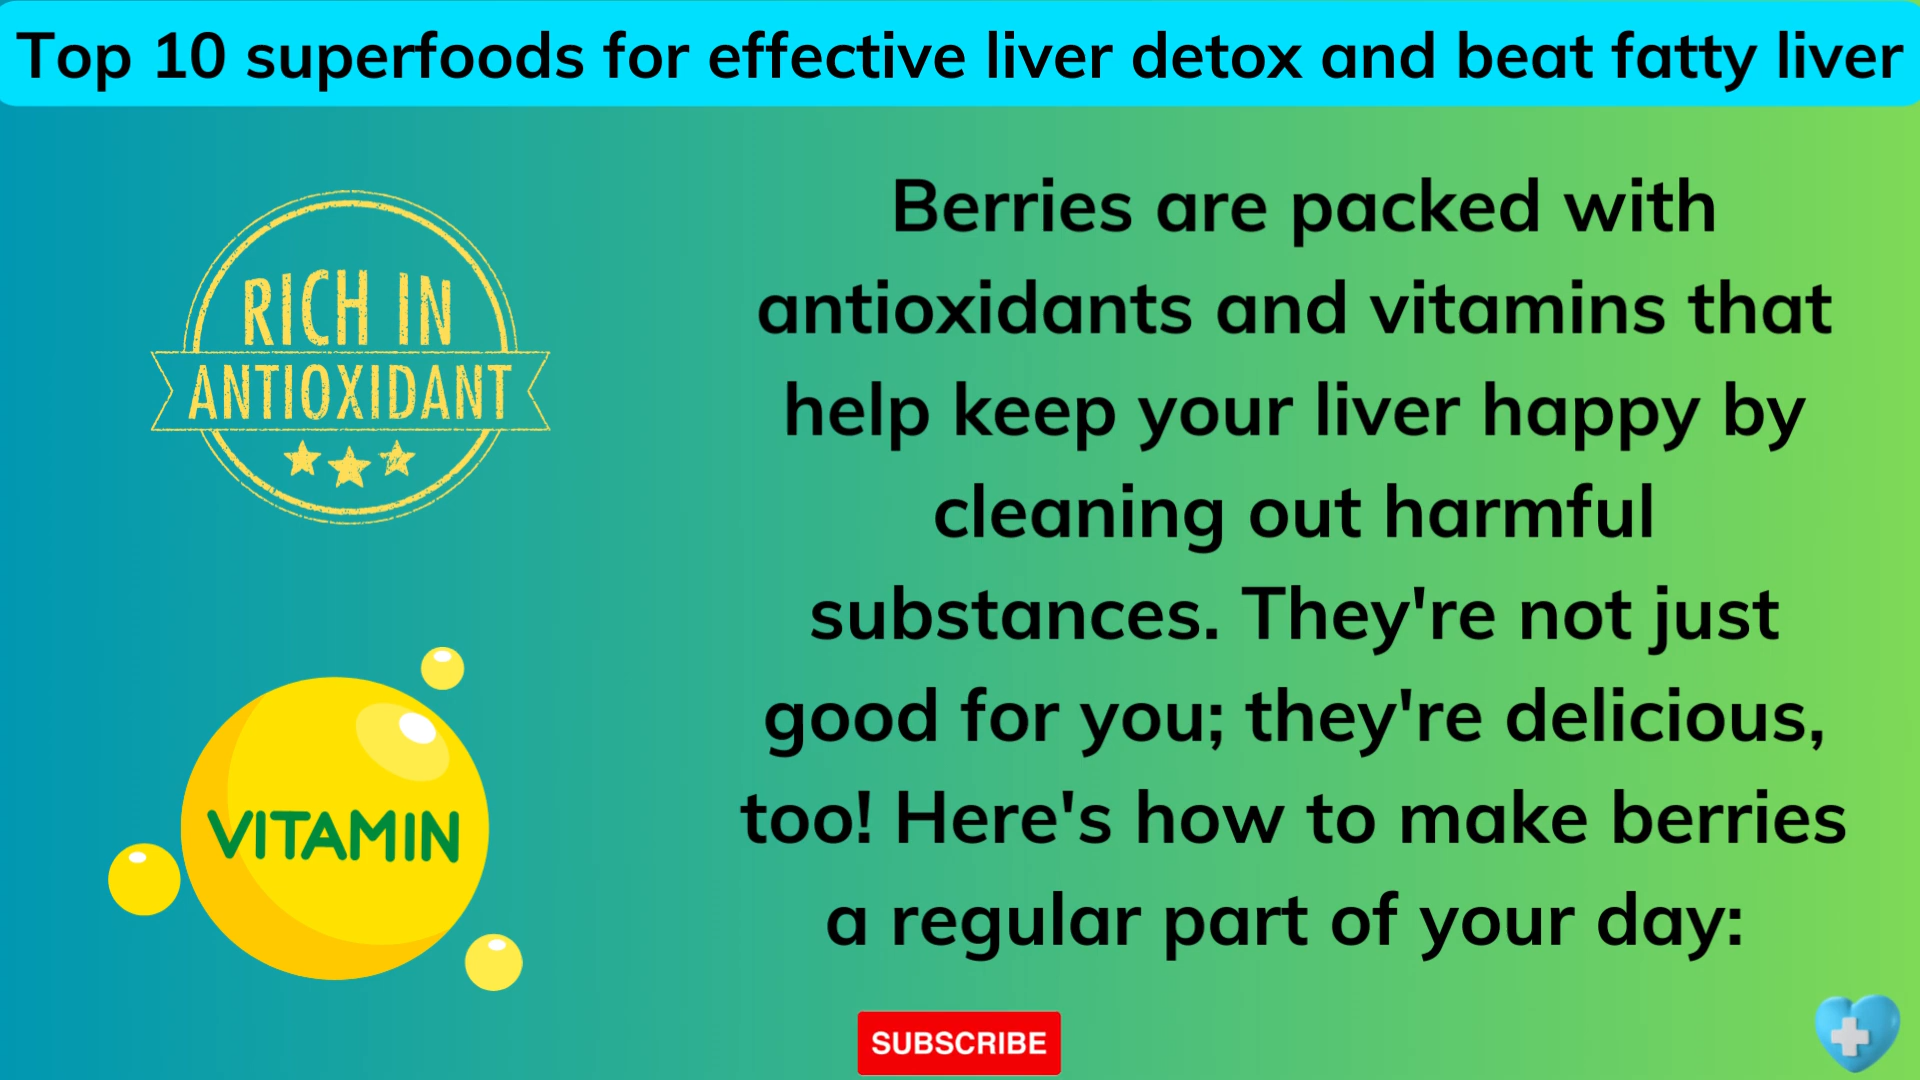 Top 10 superfoods for effective liver detox and beat fatty liver
RICH IN
ANTIOXIDANT
VITAMIN
Berries are packed with
antioxidants and vitamins that
help keep your liver happy by
cleaning out harmful
substances. They're not just
good for you; they're delicious,
too! Here's how to make berries
a regular part of your day:
SUBSCRIBE